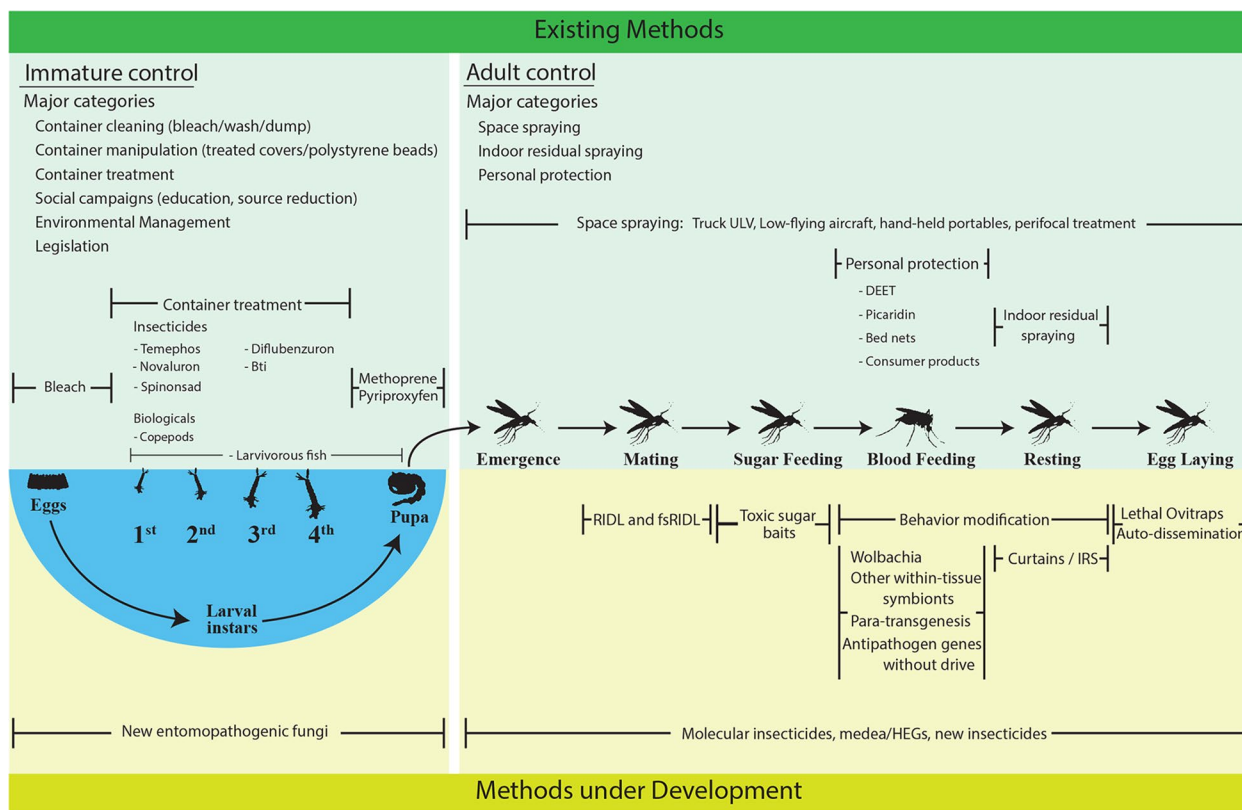 Existing Methods
Immature control
Major categories
Container cleaning (bleach/wash/dump)
Container manipulation (treated covers/polystyrene beads)
Container treatment
Social campaigns (education, source reduction)
Environmental Management
Legislation
Container treatment
Insecticides
- Temephos
- Novaluron
- Spinonsad
- Diflubenzuron
- Bti
Bleach
Methoprene
Pyriproxyfen
Biologicals
- Copepods
- Larvivorous fish
Eggs
1st
2nd
3rd
4th
Pupa
Larval
instars
New entomopathogenic fungi
Adult control
Major categories
Space spraying
Indoor residual spraying
Personal protection
Space spraying: Truck ULV, Low-flying aircraft, hand-held portables, perifocal treatment
Personal protection
- DEET
- Picaridin
- Bed nets
- Consumer products
Indoor residual
spraying
Emergence
Mating
Sugar Feeding
Blood Feeding
Resting
Egg Laying
RIDL and fsRIDL
Toxic sugar
baits
Behavior modification
Lethal Ovitraps
Auto-dissemination
Wolbachia
Other within-tissue
symbionts
Para-transgenesis
Antipathogen genes
without drive
Curtains / IRS
Molecular insecticides, medea/HEGs, new insecticides
Methods under Development